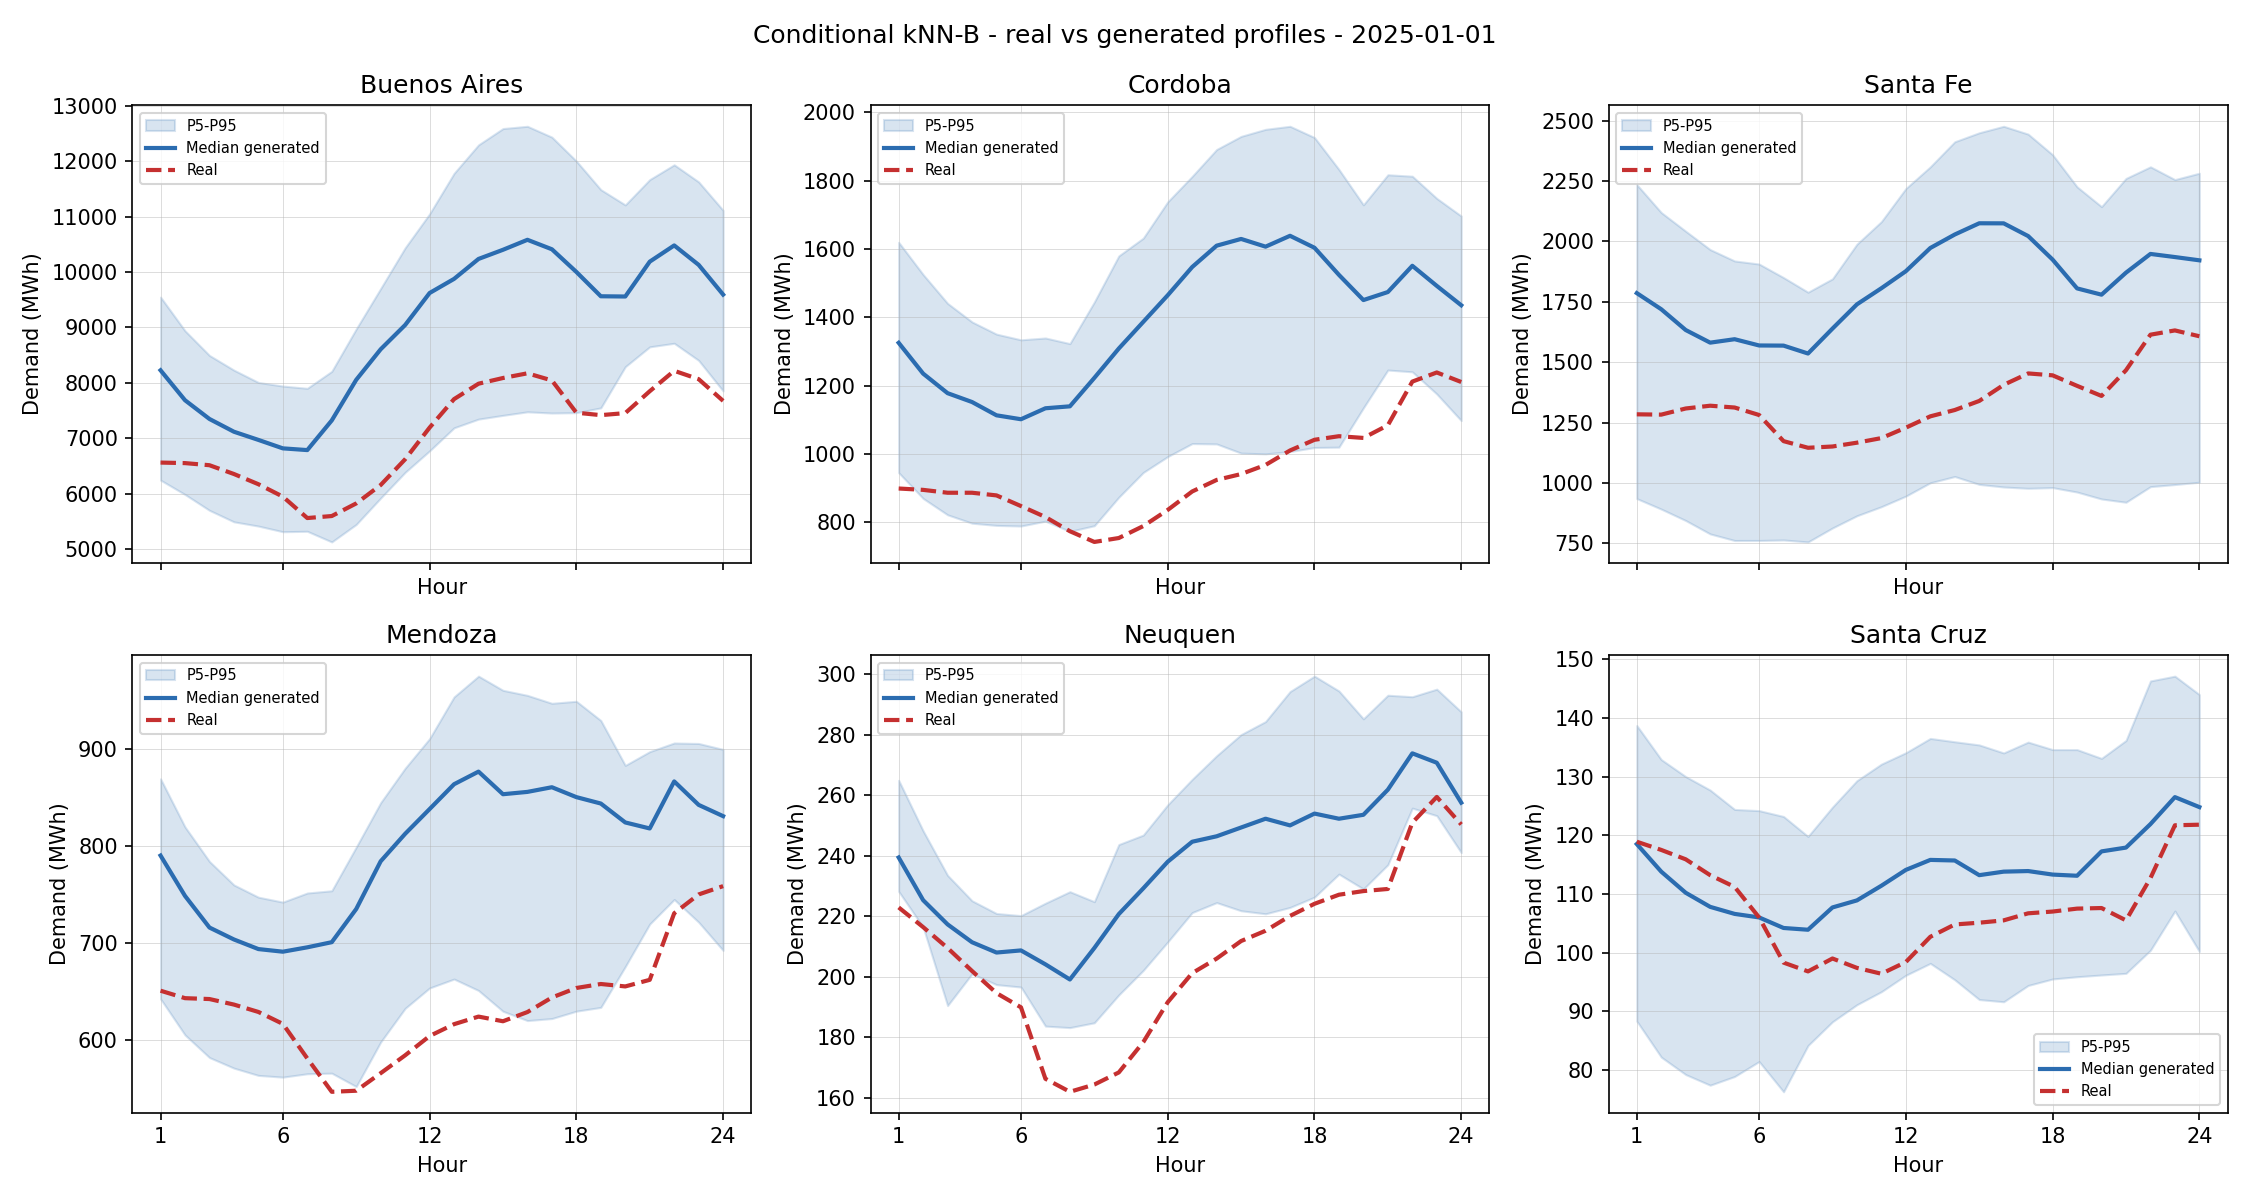 Conditional kNN-B - real vs generated profiles - 2025-01-01
Buenos Aires
13000
12000
11000
10000
9000
8000
7000
6000
5000
Demand (MWh)
P5-P95
Median generated
Real
Hour
Cordoba
2000
1800
1600
1400
1200
1000
800
Demand (MWh)
P5-P95
Median generated
Real
Hour
Santa Fe
2500
2250
2000
1750
1500
1250
1000
750
Demand (MWh)
P5-P95
Median generated
Real
Hour
Mendoza
900
800
700
600
Demand (MWh)
P5-P95
Median generated
Real
1 6 12 18 24
Hour
Neuquen
300
280
260
240
220
200
180
160
Demand (MWh)
P5-P95
Median generated
Real
1 6 12 18 24
Hour
Santa Cruz
150
140
130
120
110
100
90
80
Demand (MWh)
P5-P95
Median generated
Real
1 6 12 18 24
Hour